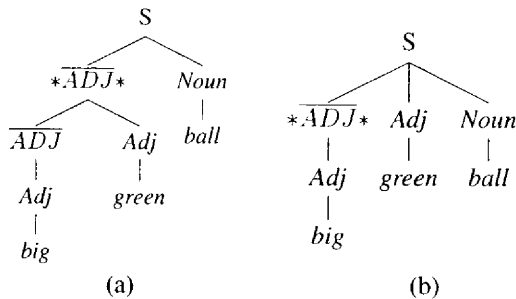 S S
*ADJ* Noun *ADJ* Adj Noun
ADJ Adj ball Adj green ball
Adj green big
big
(a) (b)